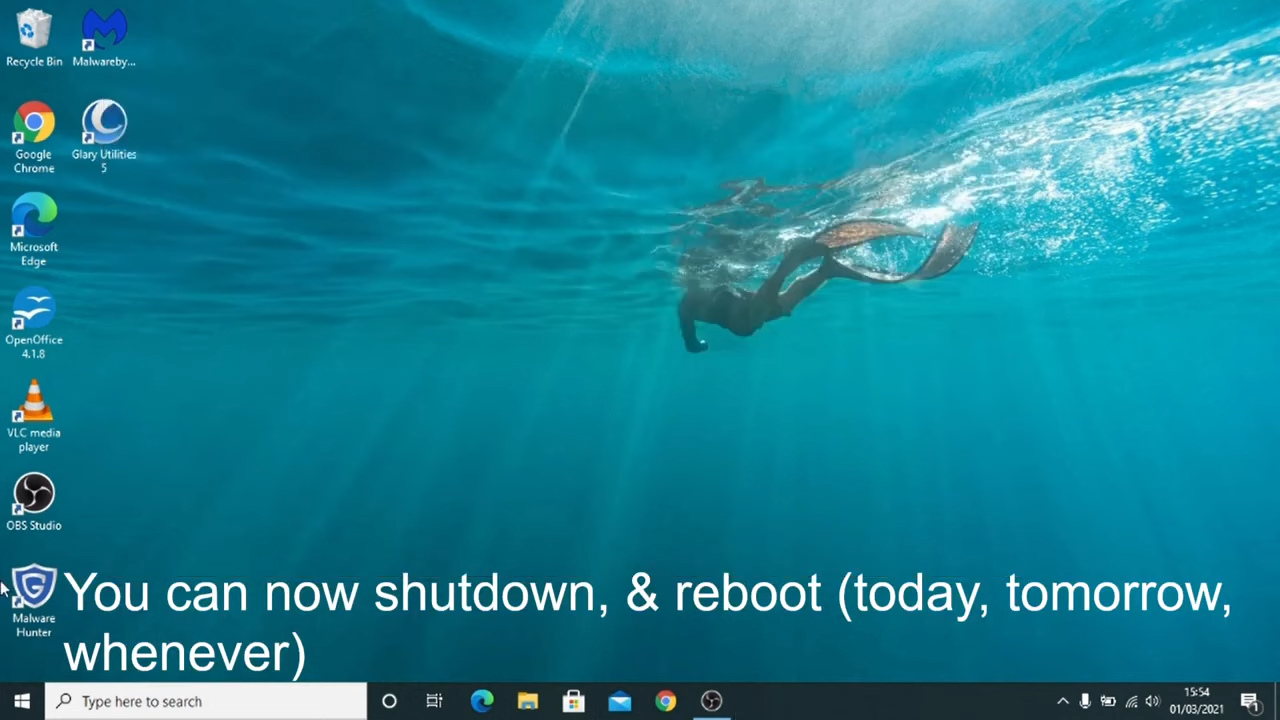 Recycle Bin
Malwareby...
Google
Chrome
Glary Utilities
5
Microsoft
Edge
OpenOffice
4.1.8
VLC media
player
OBS Studio
Malware
Hunter
You can now shutdown, & reboot (today, tomorrow,
whenever)
Type here to search
15:54
01/03/2021
1